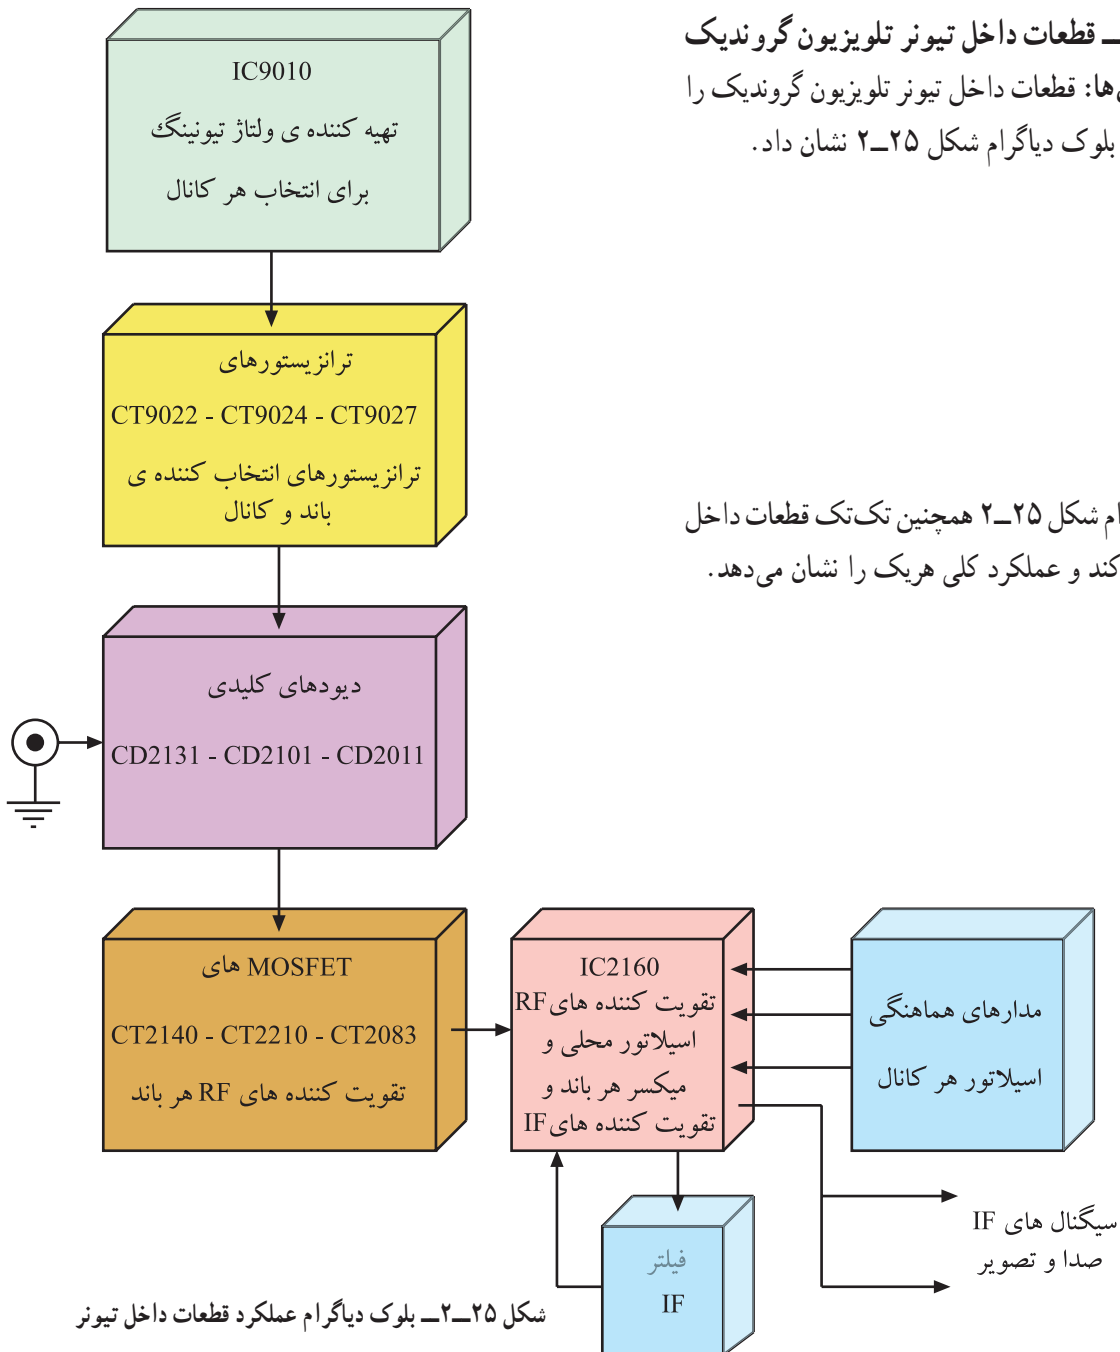 ــ قطعات داخل تیونر تلویزیون گروندیک
ها: قطعات داخل تیونر تلویزیون گروندیک را
بلوک دیاگرام شکل ۲۵ــ۲ نشان داد.
IC9010
تهیه کننده ی ولتاژ تیونینگ
برای انتخاب هر کانال
ترانزیستورهای
CT9022 - CT9024 - CT9027
ترانزیستورهای انتخاب کننده ی
باند و کانال
ام شکل ۲۵ــ۲ همچنین تک‌تک قطعات داخل
کند و عملکرد کلی هریک را نشان می‌دهد.
دیودهای کلیدی
CD2131 - CD2101 - CD2011
MOSFET های
CT2140 - CT2210 - CT2083
تقویت کننده های RF هر باند
IC2160
تقویت کننده های RF
اسیلاتور محلی و
میکسر هر باند و
تقویت کننده های IF
مدارهای هماهنگی
اسیلاتور هر کانال
سیگنال های IF
صدا و تصویر
فیلتر
IF
شکل ۲۵ــ۲ــ بلوک دیاگرام عملکرد قطعات داخل تیونر